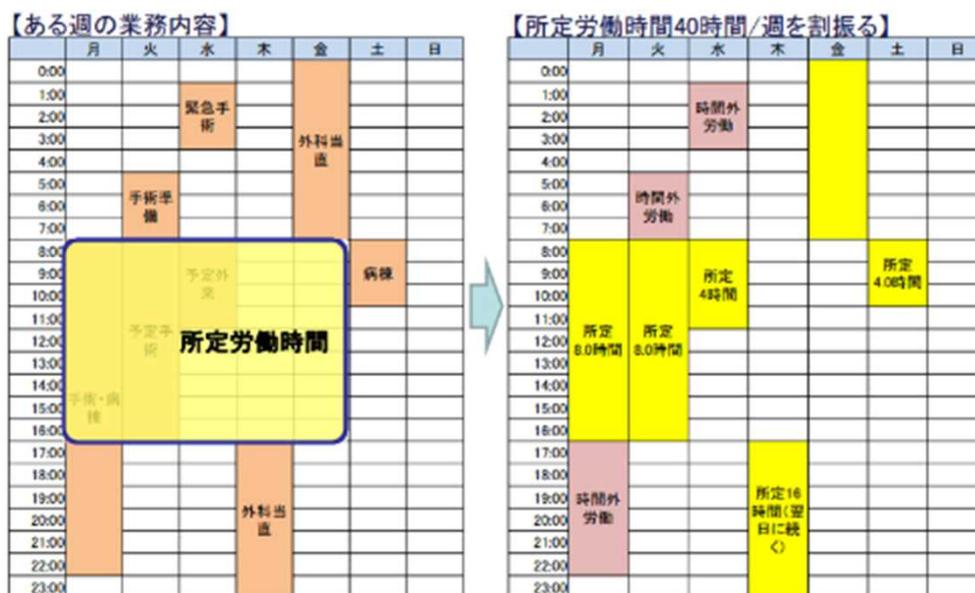 【ある週の業務内容】
月 火 水 木 金 土 日
0:00
1:00
2:00
3:00
4:00
5:00
6:00
7:00
8:00
9:00
10:00
11:00
12:00
13:00
14:00
15:00
16:00
17:00
18:00
19:00
20:00
21:00
22:00
23:00
緊急手
術
外科当
直
手術準
備
予定外
来
病棟
予定手
術
所定労働時間
手術・病
棟
外科当
直
【所定労働時間40時間/週を割振る】
月 火 水 木 金 土 日
0:00
1:00
2:00
3:00
4:00
5:00
6:00
7:00
8:00
9:00
10:00
11:00
12:00
13:00
14:00
15:00
16:00
17:00
18:00
19:00
20:00
21:00
22:00
23:00
時間外
労働
時間外
労働
所定
4時間
所定
4.0時間
所定
8.0時間
所定
8.0時間
時間外
労働
所定16
時間(翌
日に続
く)